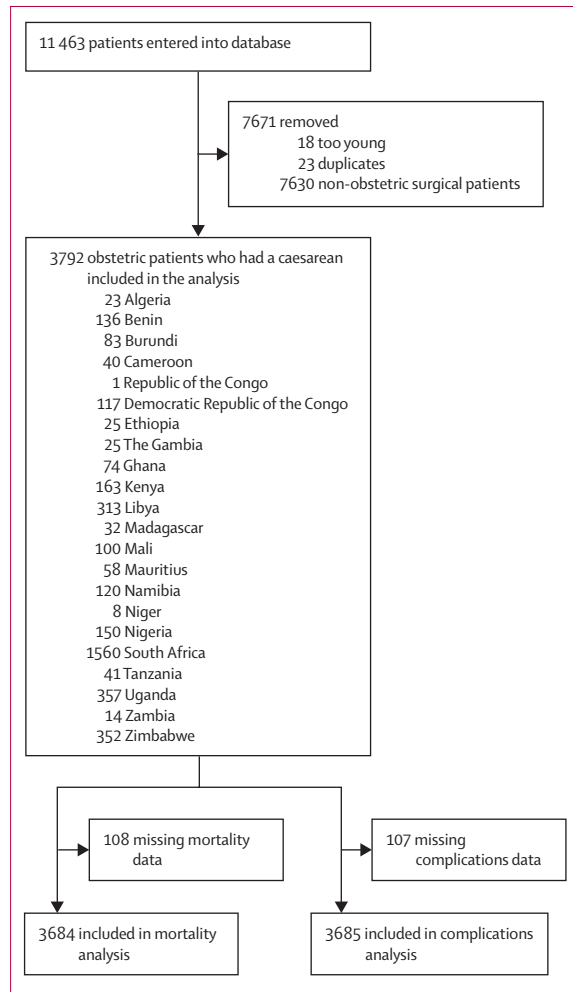 11 463 patients entered into database
7671 removed
18 too young
23 duplicates
7630 non-obstetric surgical patients
3792 obstetric patients who had a caesarean
included in the analysis
23 Algeria
136 Benin
83 Burundi
40 Cameroon
1 Republic of the Congo
117 Democratic Republic of the Congo
25 Ethiopia
25 The Gambia
74 Ghana
163 Kenya
313 Libya
32 Madagascar
100 Mali
58 Mauritius
120 Namibia
8 Niger
150 Nigeria
1560 South Africa
41 Tanzania
357 Uganda
14 Zambia
352 Zimbabwe
108 missing mortality
data
107 missing
complications data
3684 included in mortality
analysis
3685 included in complications
analysis